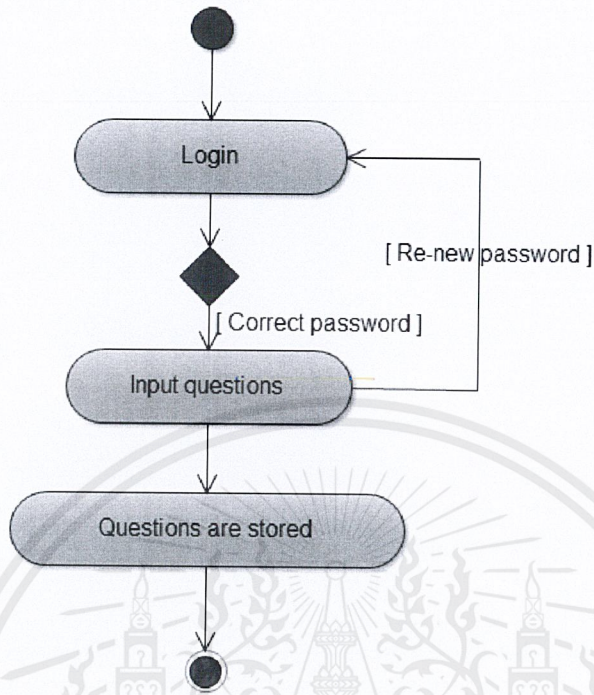 Login
[ Re-new password ]
[ Correct password ]
Input questions
Questions are stored